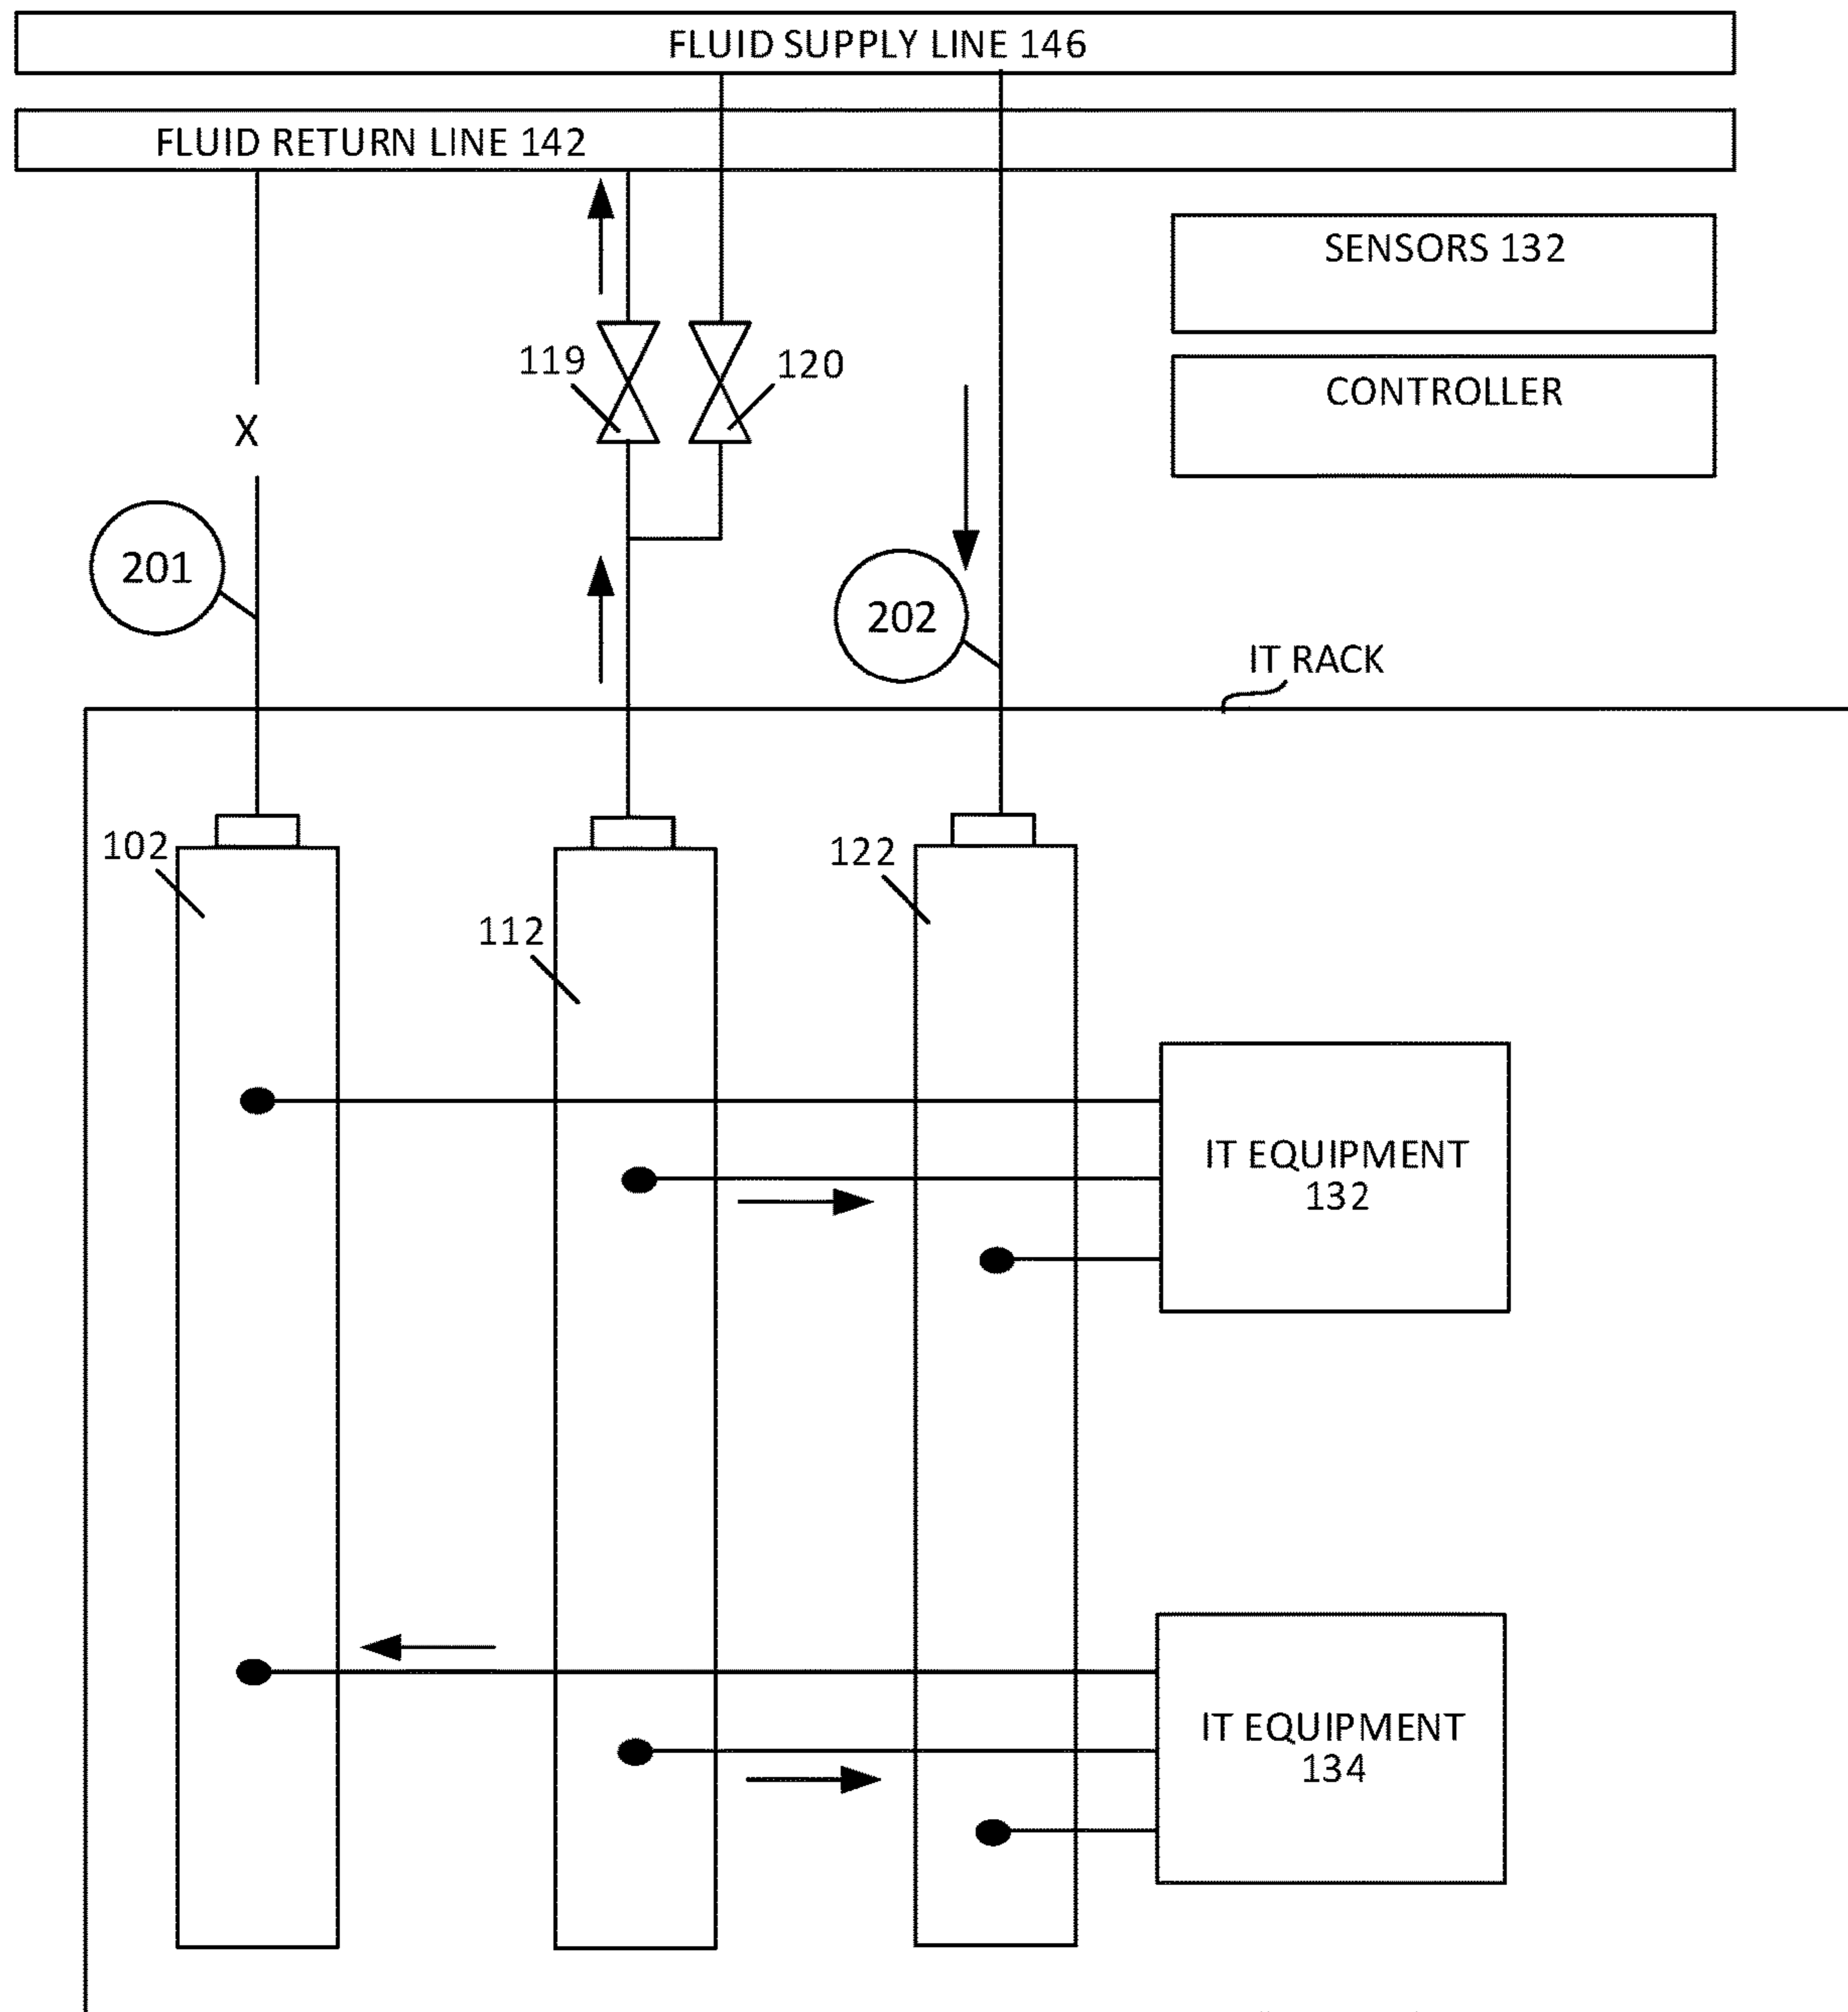 FLUID SUPPLY LINE 146
FLUID RETURN LINE 142
SENSORS 132
119
120
CONTROLLER
X
201
202
IT RACK
102
122
112
IT EQUIPMENT
132
IT EQUIPMENT
134